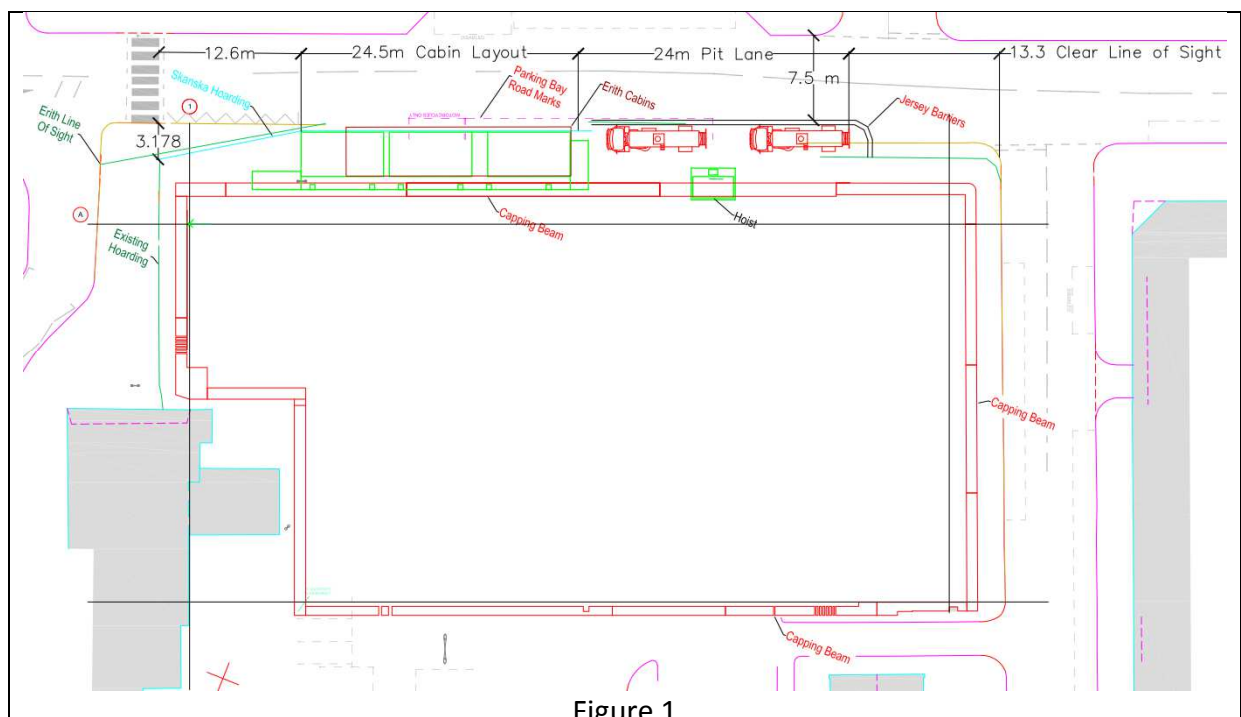 12.6m
24.5m Cabin Layout
24m Pit Lane
13.3 Clear Line of Sight
7.5 m
Skanska Hoarding
Parking Bay
Road Marks
Erith Cabins
Jersey Barriers
Erith Line
Of Sight
1
3.178
A
Capping Beam
Hoist
Existing
Hoarding
Capping Beam
Capping Beam
Figure 1